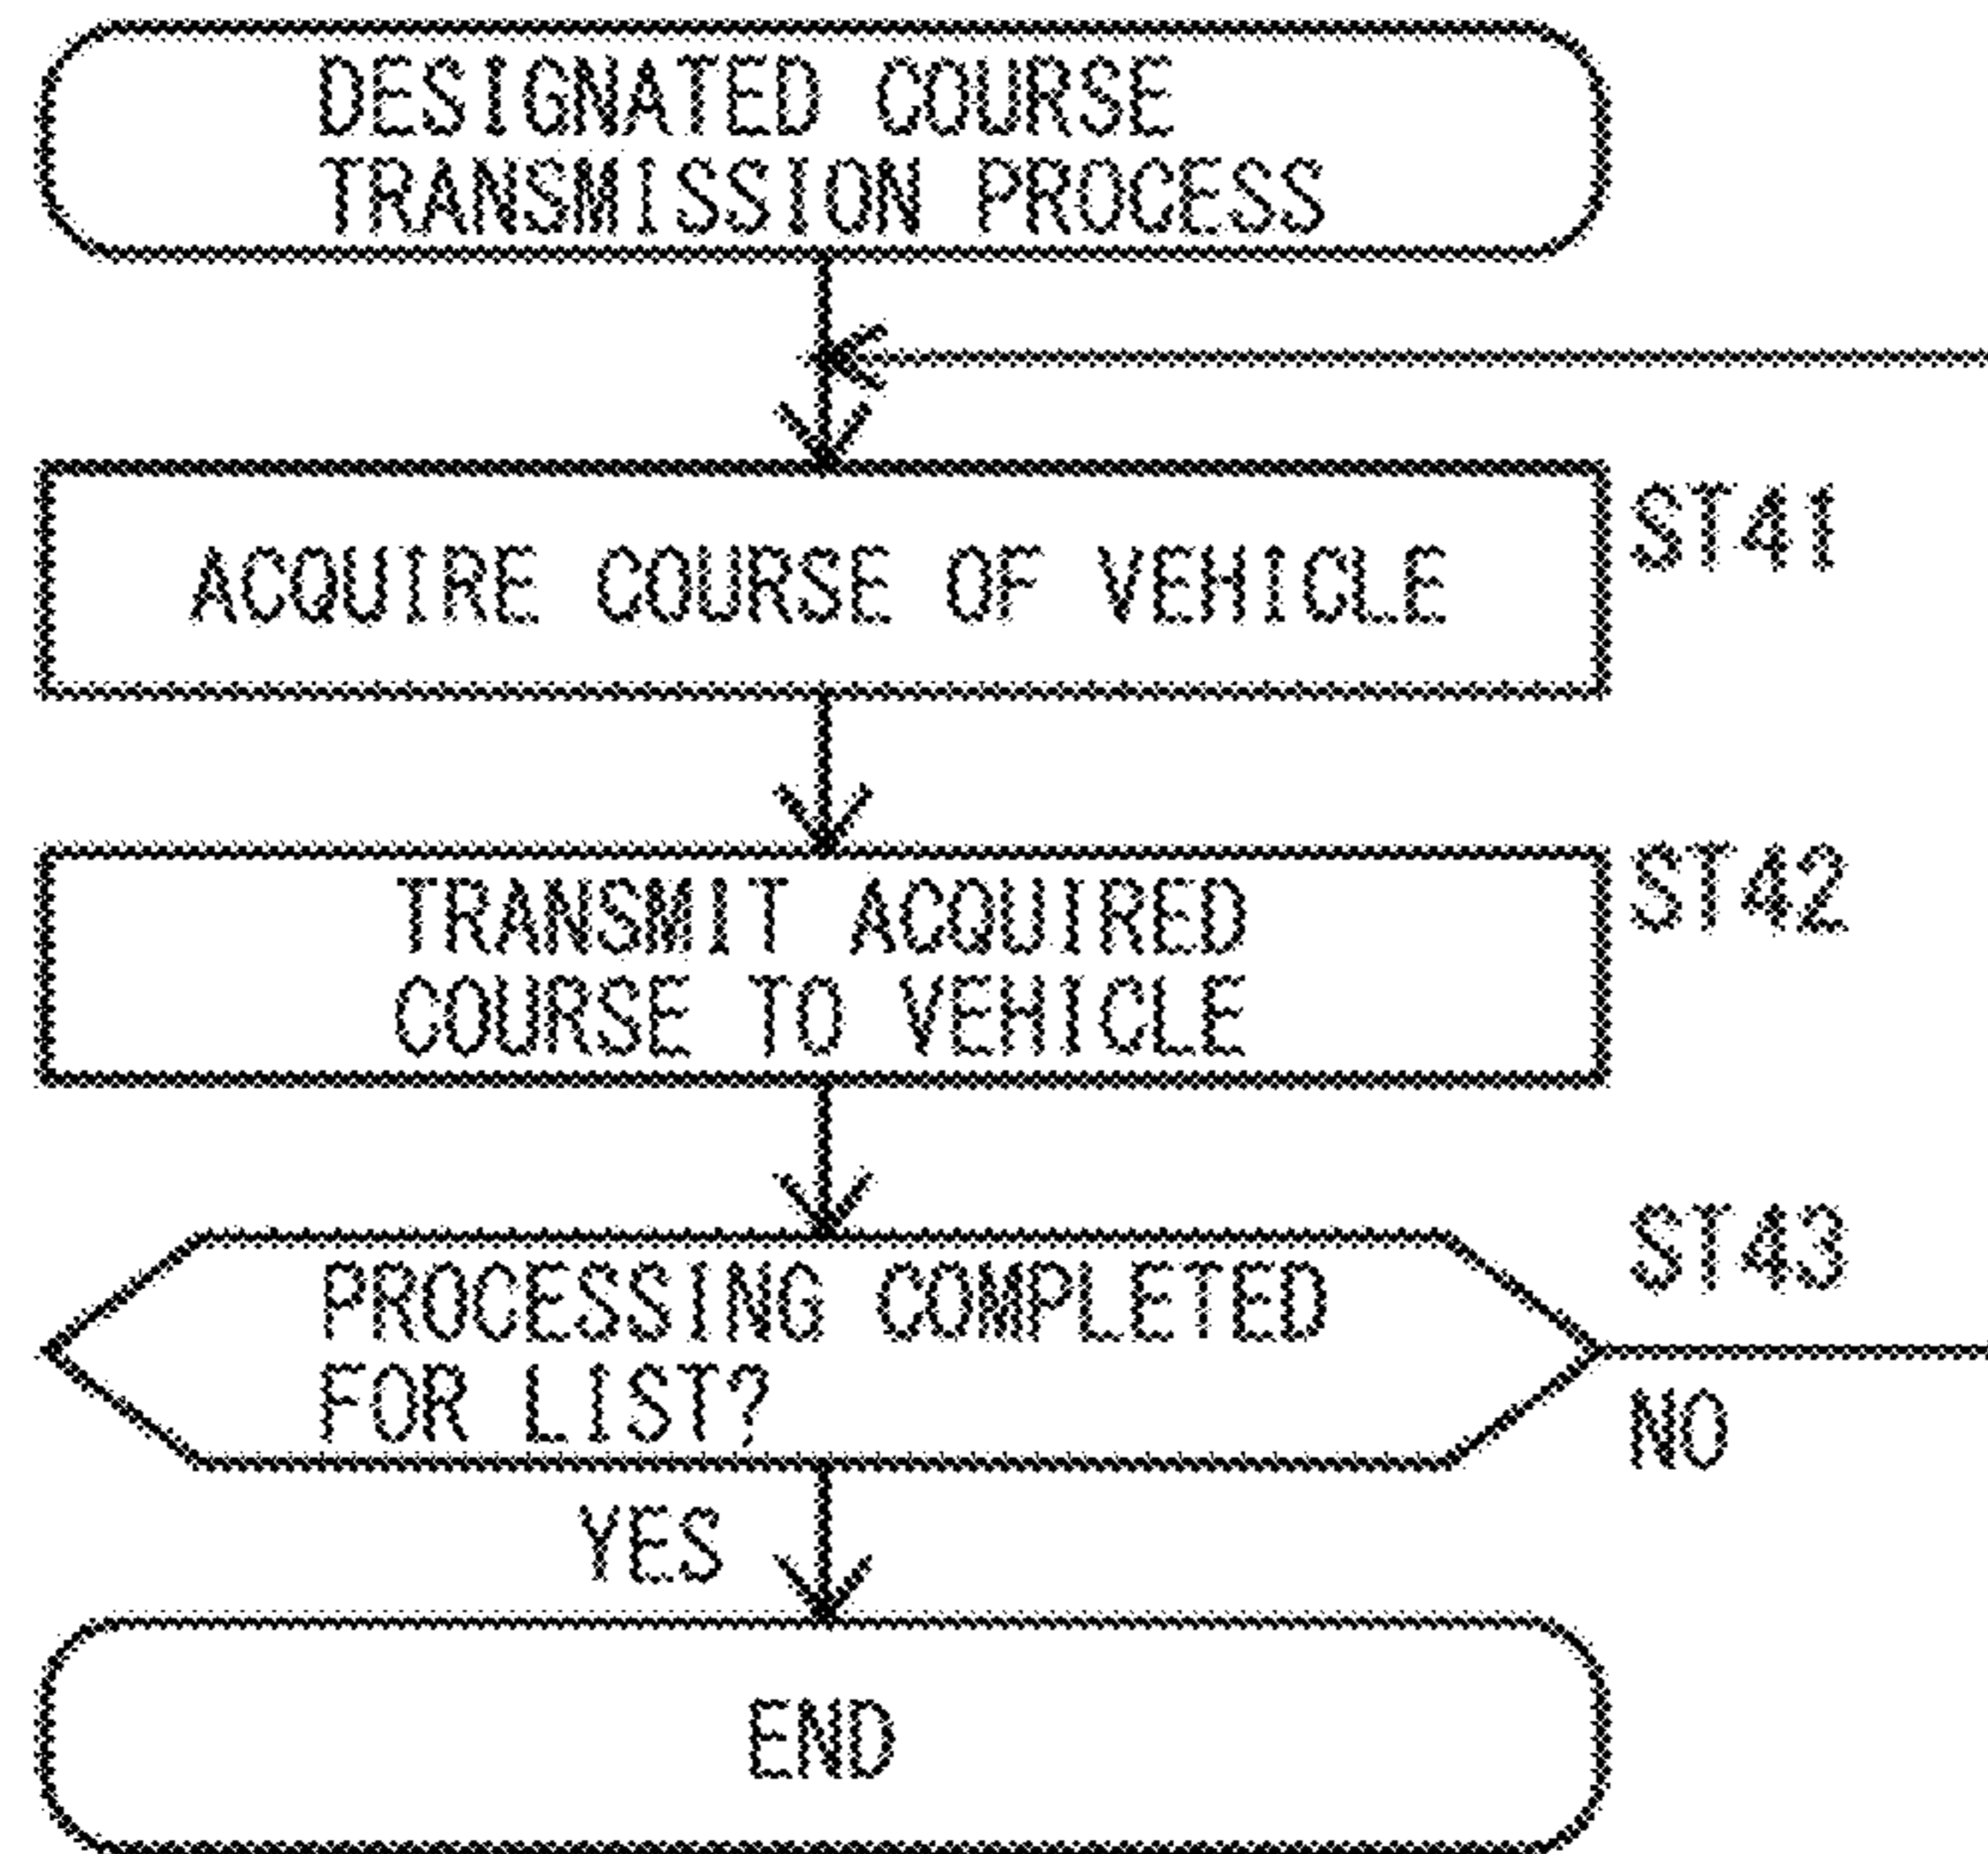 DESIGNATED COURSE
TRANSMISSION PROCESS
ACQUIRE COURSE OF VEHICLE
ST41
TRANSMIT ACQUIRED
COURSE TO VEHICLE
ST42
PROCESSING COMPLETED
FOR LIST?
ST43
NO
YES
END